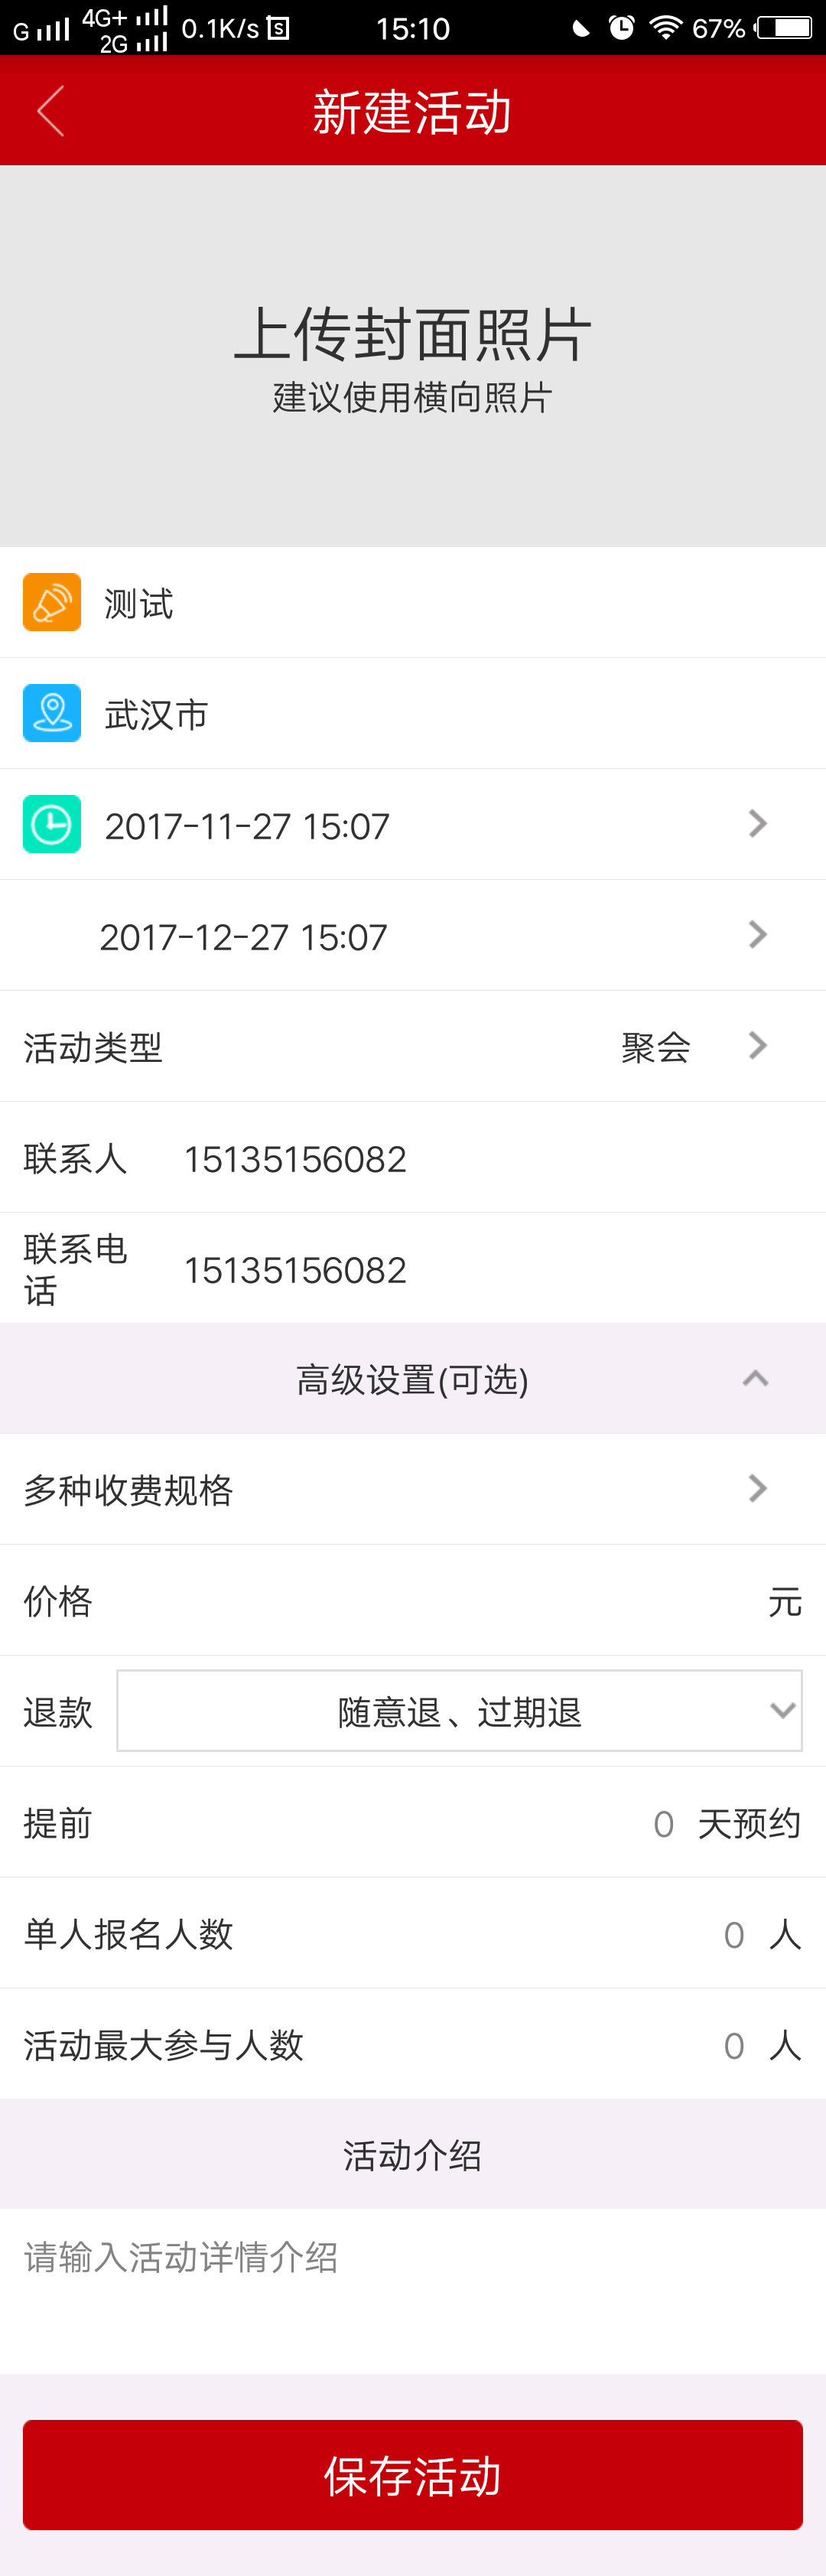 G 4G+ 2G 0.1K/s 15:10 67%
新建活动
上传封面照片
建议使用横向照片
测试
武汉市
2017-11-27 15:07
2017-12-27 15:07
活动类型 聚会
联系人 15135156082
联系电
话 15135156082
高级设置(可选)
多种收费规格
价格 元
退款 随意退、过期退
提前 0 天预约
单人报名人数 0 人
活动最大参与人数 0 人
活动介绍
请输入活动详情介绍
保存活动